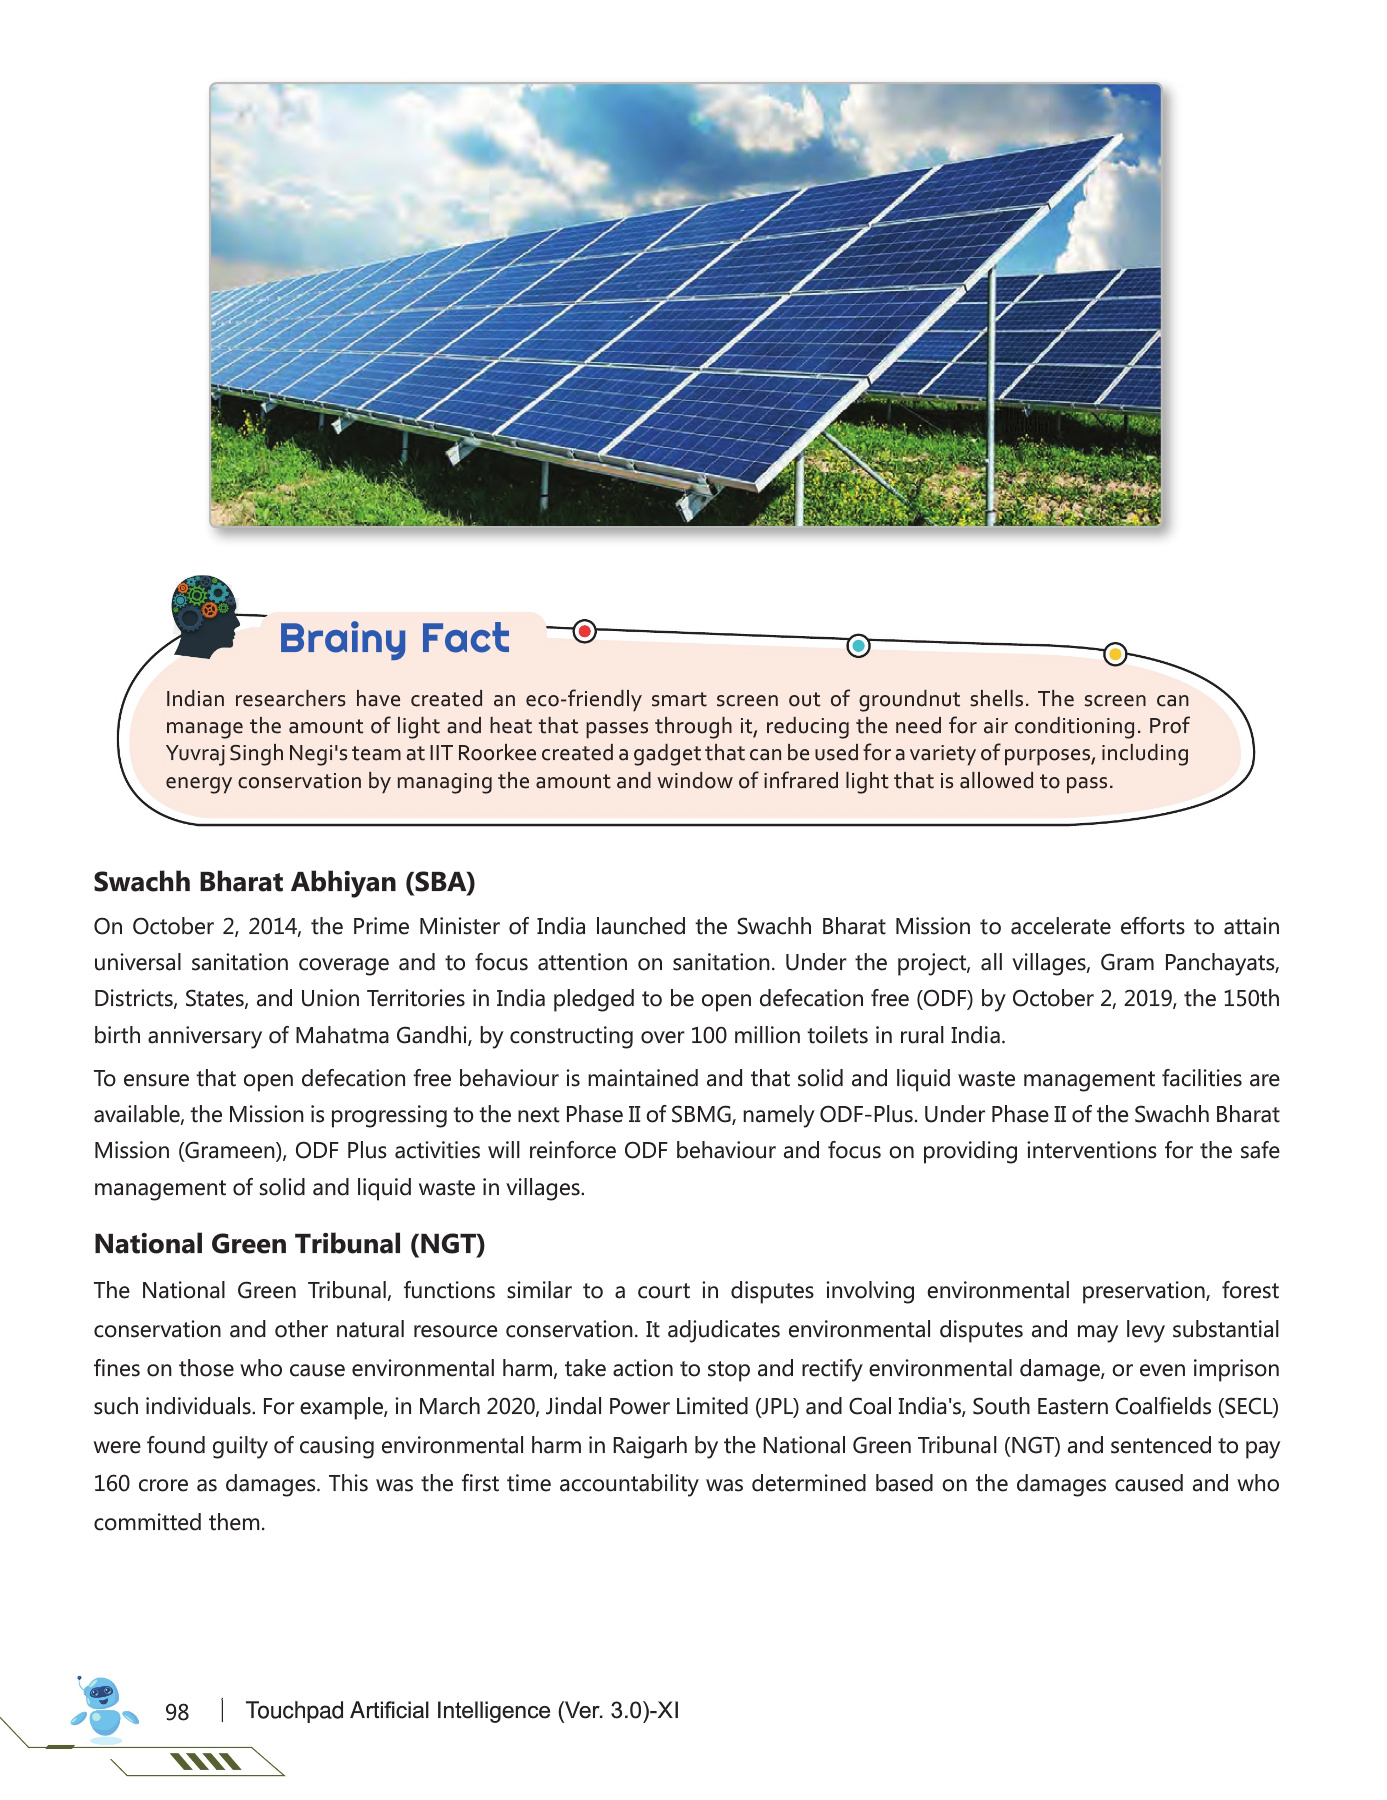 Brainy Fact
Indian researchers have created an eco-friendly smart screen out of groundnut shells. The screen can
manage the amount of light and heat that passes through it, reducing the need for air conditioning. Prof
Yuvraj Singh Negi's team at IIT Roorkee created a gadget that can be used for a variety of purposes, including
energy conservation by managing the amount and window of infrared light that is allowed to pass.
Swachh Bharat Abhiyan (SBA)
On October 2, 2014, the Prime Minister of India launched the Swachh Bharat Mission to accelerate efforts to attain
universal sanitation coverage and to focus attention on sanitation. Under the project, all villages, Gram Panchayats,
Districts, States, and Union Territories in India pledged to be open defecation free (ODF) by October 2, 2019, the 150th
birth anniversary of Mahatma Gandhi, by constructing over 100 million toilets in rural India.
To ensure that open defecation free behaviour is maintained and that solid and liquid waste management facilities are
available, the Mission is progressing to the next Phase II of SBMG, namely ODF-Plus. Under Phase II of the Swachh Bharat
Mission (Grameen), ODF Plus activities will reinforce ODF behaviour and focus on providing interventions for the safe
management of solid and liquid waste in villages.
National Green Tribunal (NGT)
The National Green Tribunal, functions similar to a court in disputes involving environmental preservation, forest
conservation and other natural resource conservation. It adjudicates environmental disputes and may levy substantial
fines on those who cause environmental harm, take action to stop and rectify environmental damage, or even imprison
such individuals. For example, in March 2020, Jindal Power Limited (JPL) and Coal India's, South Eastern Coalfields (SECL)
were found guilty of causing environmental harm in Raigarh by the National Green Tribunal (NGT) and sentenced to pay
160 crore as damages. This was the first time accountability was determined based on the damages caused and who
committed them.
98 | Touchpad Artificial Intelligence (Ver. 3.0)-XI